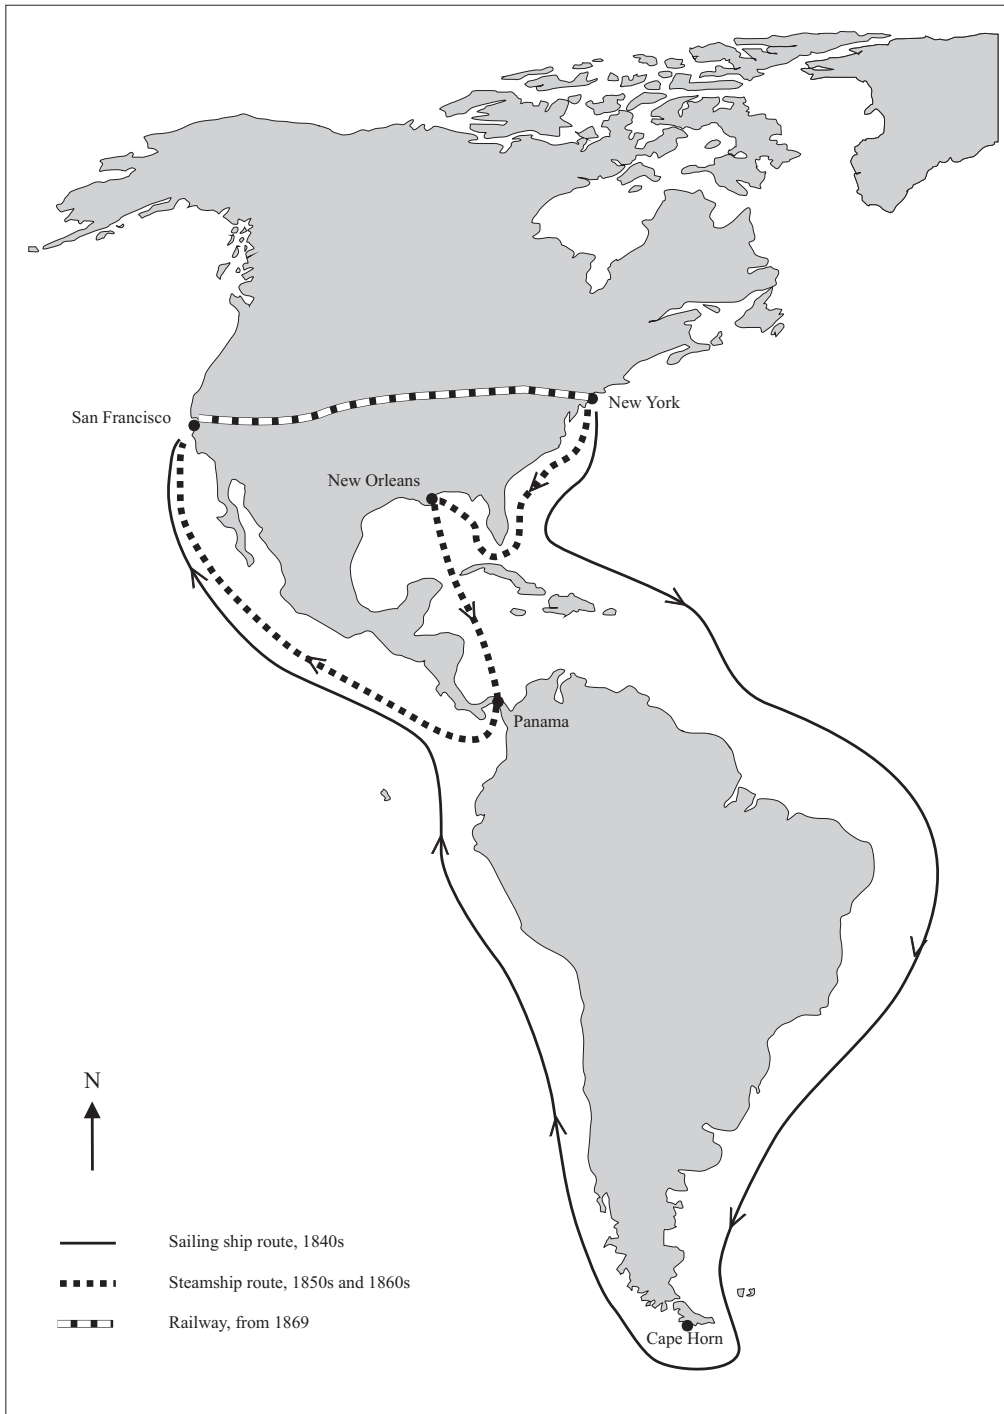 New York
San Francisco
New Orleans
Panama
N
Sailing ship route, 1840s
Steamship route, 1850s and 1860s
Railway, from 1869
Cape Horn